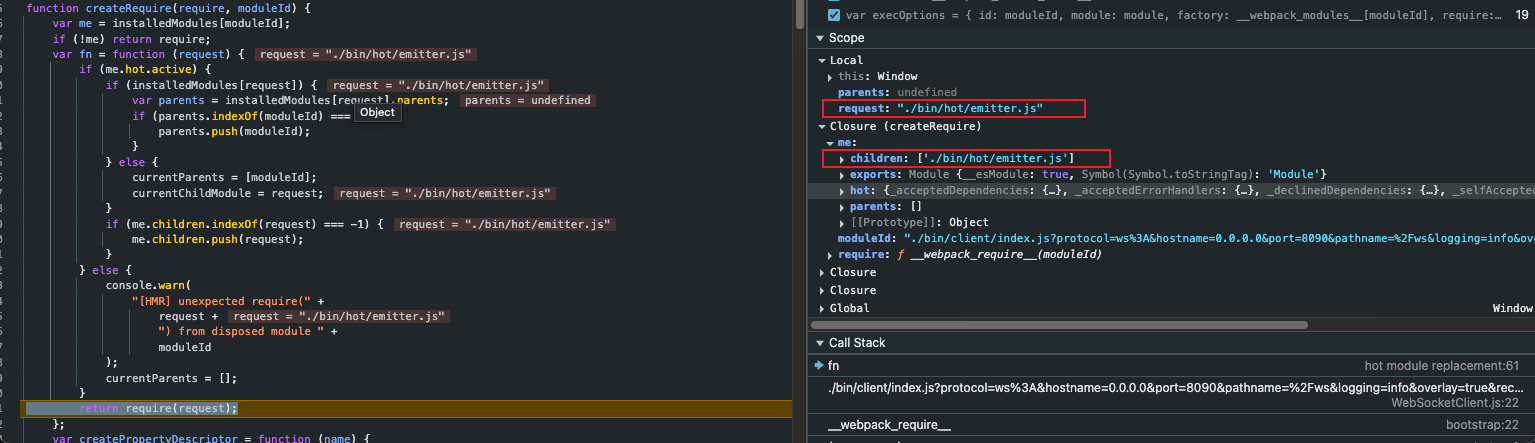 function createRequire(require, moduleId) {
var me = installedModules[moduleId];
if (!me) return require;
var fn = function (request) { request = "./bin/hot/emitter.js"
if (me.hot.active) {
if (installedModules[request]) { request = "./bin/hot/emitter.js"
var parents = installedModules[request].parents; parents = undefined
if (parents.indexOf(moduleId) ===
Object
parents.push(moduleId);
}
} else {
currentParents = [moduleId];
currentChildModule = request; request = "./bin/hot/emitter.js"
}
if (me.children.indexOf(request) === -1) { request = "./bin/hot/emitter.js"
me.children.push(request);
}
} else {
console.warn(
"[HMR] unexpected require(" +
request + request = "./bin/hot/emitter.js"
") from disposed module " +
moduleId
);
currentParents = [];
}
return require(request);
};
var createPropertyDescriptor = function (name) {
var execOptions = { id: moduleId, module: module, factory: __webpack_modules__[moduleId], require:… 19
Scope
Local
this: Window
parents: undefined
request: "./bin/hot/emitter.js"
Closure (createRequire)
me:
children: ['./bin/hot/emitter.js']
exports: Module {__esModule: true, Symbol(Symbol.toStringTag): 'Module'}
hot: {_acceptedDependencies: {…}, _acceptedErrorHandlers: {…}, _declinedDependencies: {…}, _selfAccepted
parents: []
[[Prototype]]: Object
moduleId: "./bin/client/index.js?protocol=ws%3A&hostname=0.0.0.0&port=8090&pathname=%2Fws&logging=info&ove
require: ƒ __webpack_require__(moduleId)
Closure
Closure
Global Window
Call Stack
fn hot module replacement:61
./bin/client/index.js?protocol=ws%3A&hostname=0.0.0.0&port=8090&pathname=%2Fws&logging=info&overlay=true&rec…
WebSocketClient.js:22
__webpack_require__ bootstrap:22